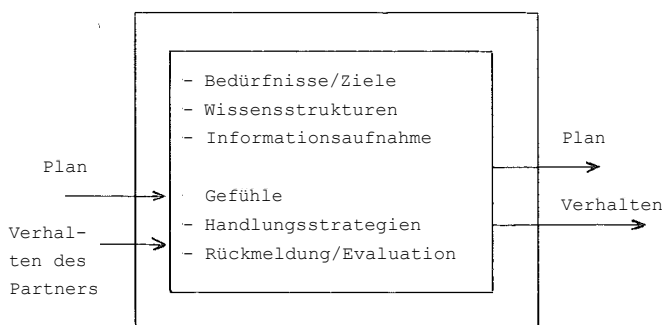 – Bedürfnisse/Ziele
– Wissensstrukturen
– Informationsaufnahme
Plan
Plan
Gefühle
Verhalten
– Handlungsstrategien
Verhal-
ten des
Partners
– Rückmeldung/Evaluation